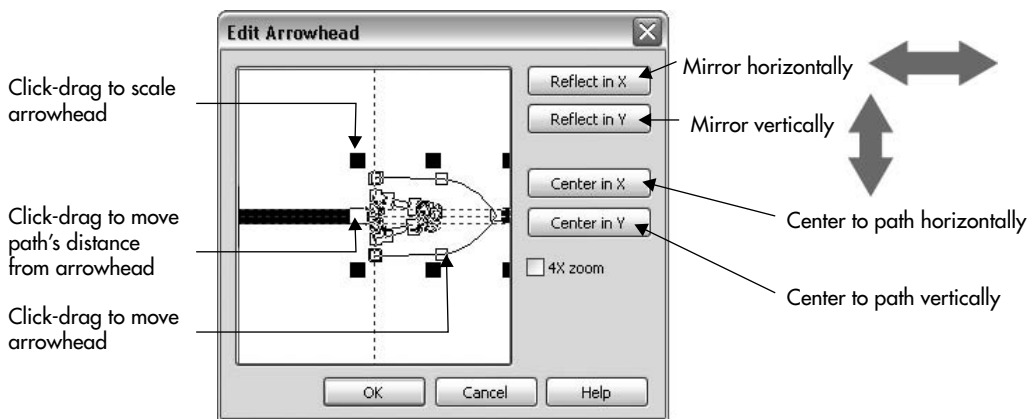 Edit Arrowhead
Click-drag to scale
arrowhead
Click-drag to move
path's distance
from arrowhead
Click-drag to move
arrowhead
Reflect in X
Reflect in Y
Center in X
Center in Y
4X zoom
OK
Cancel
Help
Mirror horizontally
Mirror vertically
Center to path horizontally
Center to path vertically